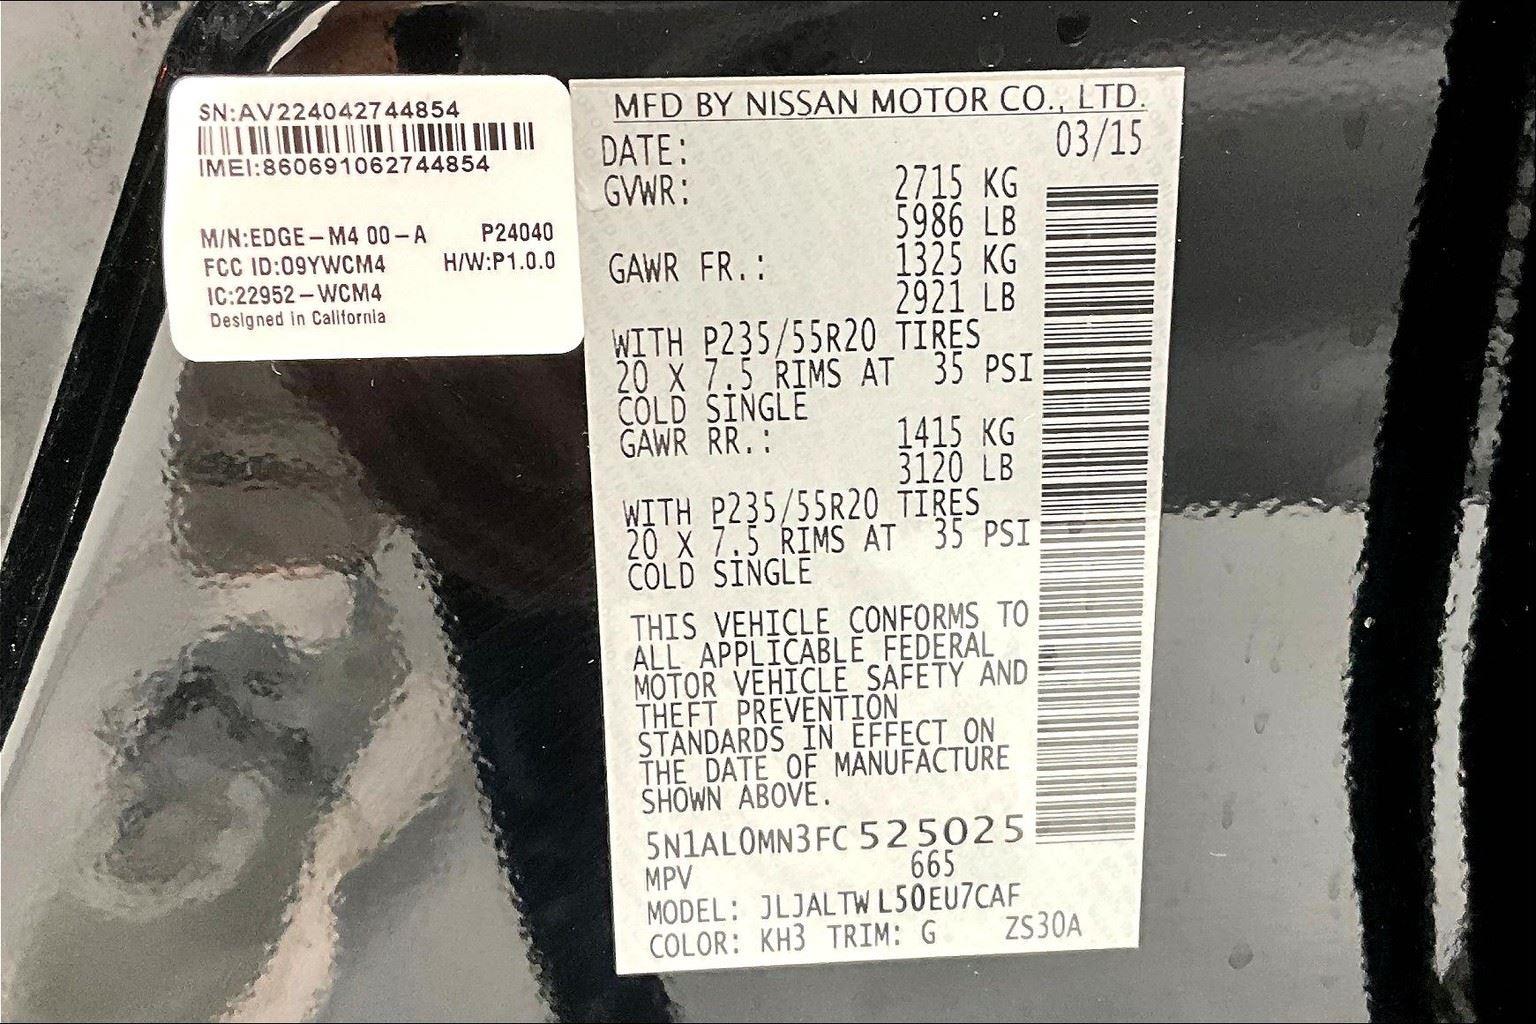 SN:AV224042744854
IMEI:860691062744854
M/N:EDGE-M4 00-A P24040
FCC ID:O9YWCM4 H/W:P1.0.0
IC:22952-WCM4
Designed in California
MFD BY NISSAN MOTOR CO., LTD.
DATE: 03/15
GVWR: 2715 KG
5986 LB
GAWR FR.: 1325 KG
2921 LB
WITH P235/55R20 TIRES
20 X 7.5 RIMS AT 35 PSI
COLD SINGLE
GAWR RR.: 1415 KG
3120 LB
WITH P235/55R20 TIRES
20 X 7.5 RIMS AT 35 PSI
COLD SINGLE
THIS VEHICLE CONFORMS TO
ALL APPLICABLE FEDERAL
MOTOR VEHICLE SAFETY AND
THEFT PREVENTION
STANDARDS IN EFFECT ON
THE DATE OF MANUFACTURE
SHOWN ABOVE.
5N1AL0MN3FC 525025
MPV 665
MODEL: JLJALTW L50EU7CAF
COLOR: KH3 TRIM: G ZS30A